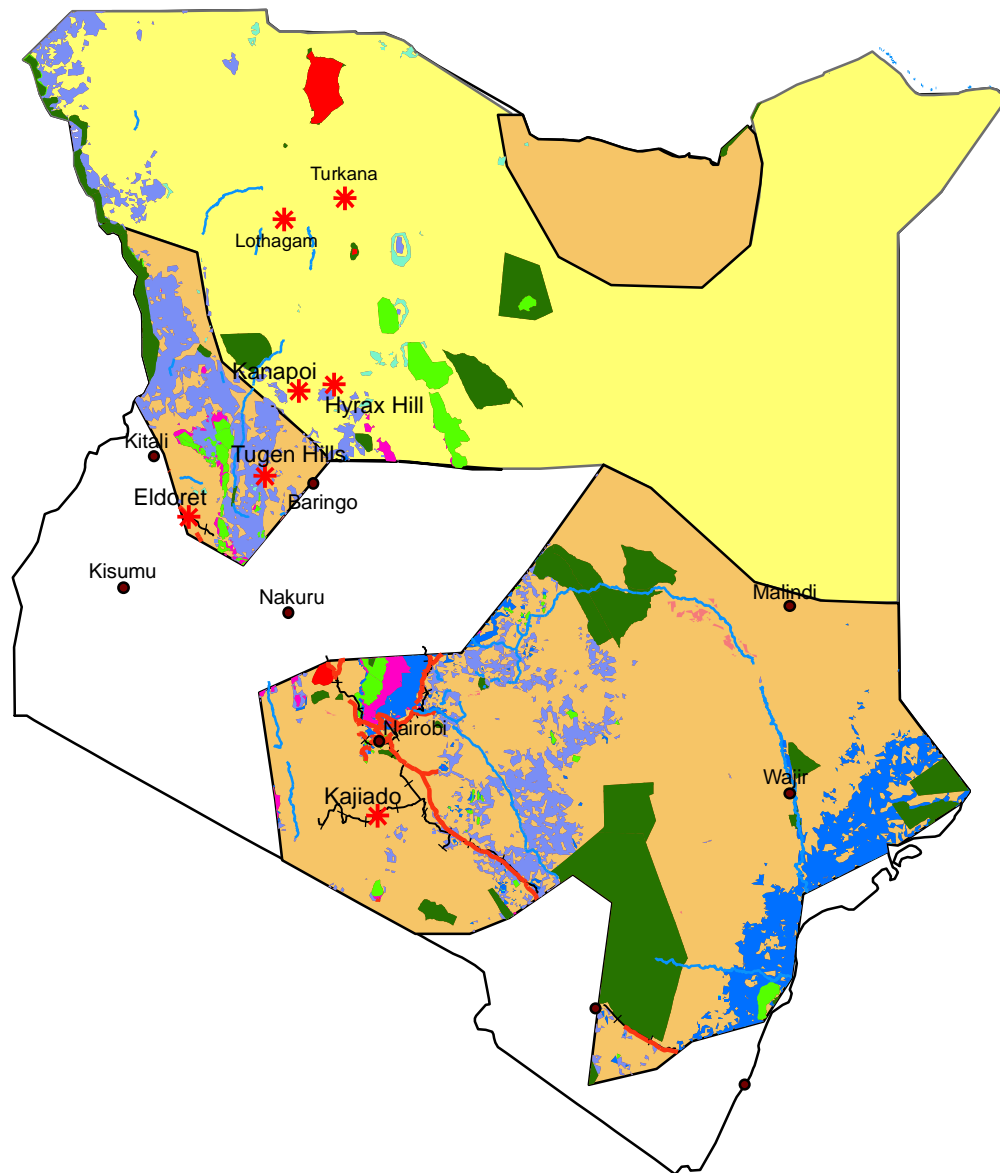 Turkana
Lothagam
Kanapoi
Hyrax Hill
Kitali
Tugen Hills
Baringo
Eldoret
Kisumu
Nakuru
Malindi
Nairobi
Wajir
Kajiado